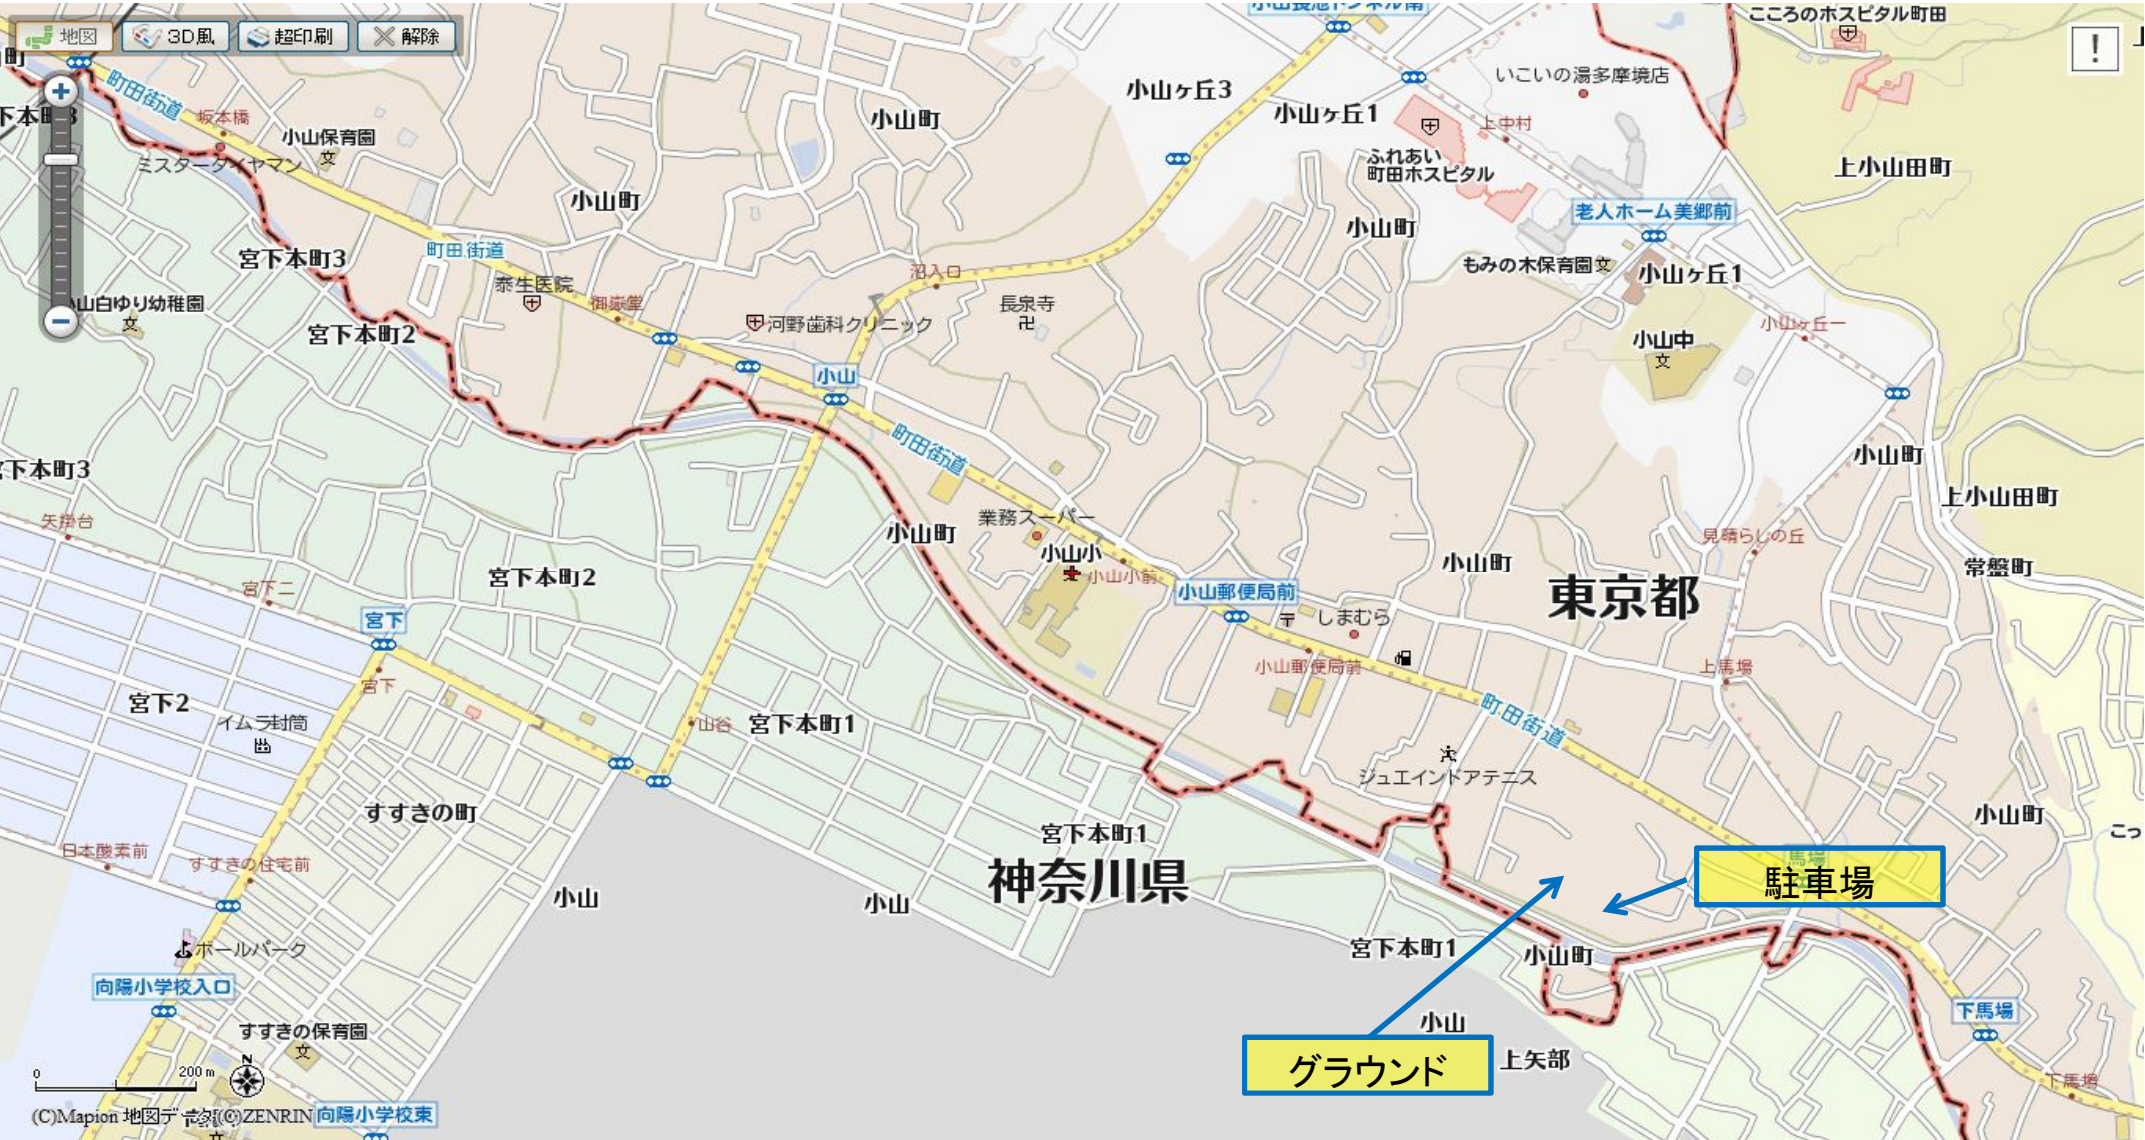 地図
3D風
超印刷
解除
こころのホスピタル町田
!
町田街道
坂本橋
小山保育園
ミスタータイヤマン
小山町
小山ヶ丘3
小山ヶ丘1
いこいの湯多摩境店
上中村
ふれあい
町田ホスピタル
上小山田町
小山町
小山町
老人ホーム美郷前
宮下本町3
町田街道
沼入口
もみの木保育園
小山ヶ丘1
泰生医院
御嶽堂
長泉寺
山白ゆり幼稚園
宮下本町2
河野歯科クリニック
小山ヶ丘一
小山中
小山
町田街道
小山町
上小山田町
下本町3
矢掛台
業務スーパー
小山町
小山小
小山小前
見晴らしの丘
小山町
常盤町
東京都
宮下二
宮下本町2
小山郵便局前
しまむら
宮下
小山郵便局前
上馬場
宮下
宮下2
イムラ封筒
山谷
宮下本町1
町田街道
ジュエインドアテニス
すすきの町
小山町
宮下本町1
こっ
日本酸素前
すすきの住宅前
神奈川県
馬場
駐車場
小山
小山
ボールパーク
宮下本町1
小山町
向陽小学校入口
下馬場
小山
すすきの保育園
グラウンド
上矢部
下馬場
0
200 m
N
(C)Mapion 地図データ(C)ZENRIN
向陽小学校東